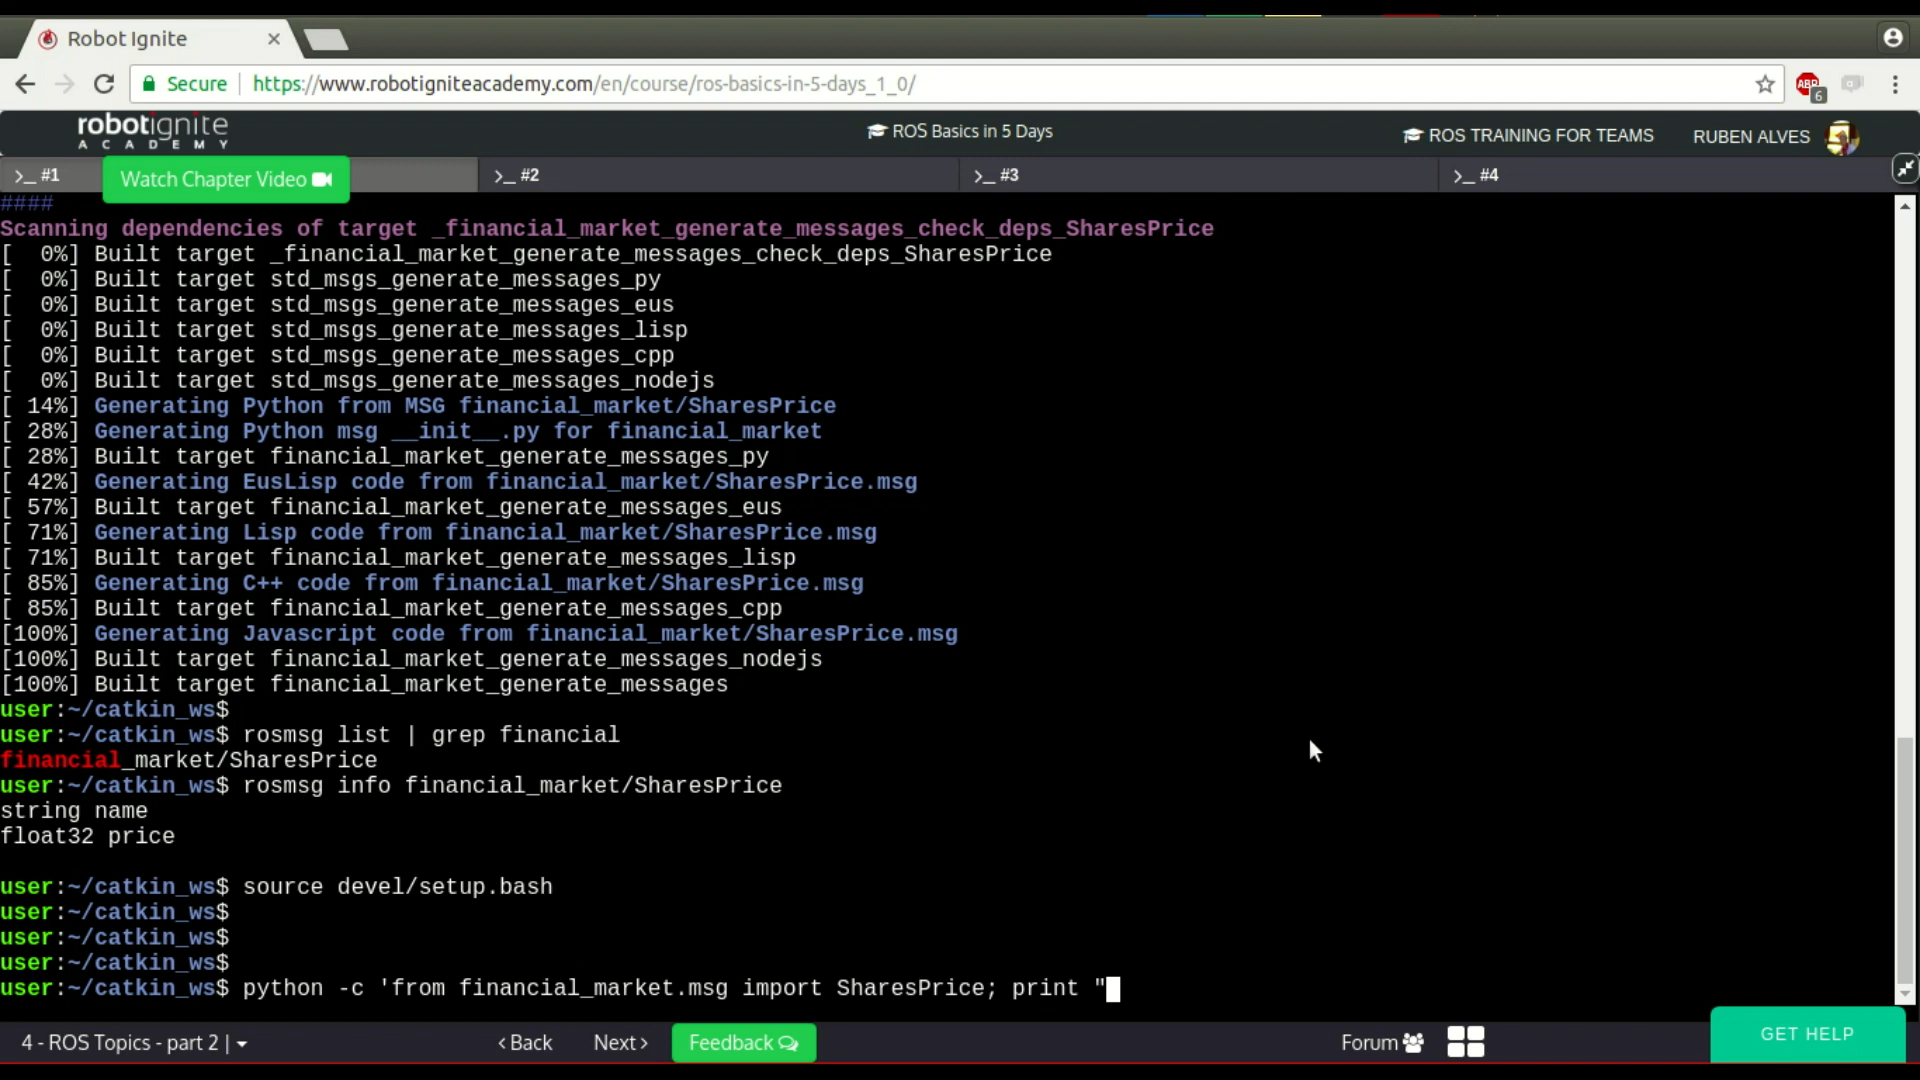 Robot Ignite
Secure https://www.robotigniteacademy.com/en/course/ros-basics-in-5-days_1_0/
ABP 6
robotignite
ACADEMY
ROS Basics in 5 Days
ROS TRAINING FOR TEAMS
RUBEN ALVES
>_ #1
Watch Chapter Video
>_ #2
>_ #3
>_ #4
####
Scanning dependencies of target _financial_market_generate_messages_check_deps_SharesPrice
[  0%] Built target _financial_market_generate_messages_check_deps_SharesPrice
[  0%] Built target std_msgs_generate_messages_py
[  0%] Built target std_msgs_generate_messages_eus
[  0%] Built target std_msgs_generate_messages_lisp
[  0%] Built target std_msgs_generate_messages_cpp
[  0%] Built target std_msgs_generate_messages_nodejs
[ 14%] Generating Python from MSG financial_market/SharesPrice
[ 28%] Generating Python msg __init__.py for financial_market
[ 28%] Built target financial_market_generate_messages_py
[ 42%] Generating EusLisp code from financial_market/SharesPrice.msg
[ 57%] Built target financial_market_generate_messages_eus
[ 71%] Generating Lisp code from financial_market/SharesPrice.msg
[ 71%] Built target financial_market_generate_messages_lisp
[ 85%] Generating C++ code from financial_market/SharesPrice.msg
[ 85%] Built target financial_market_generate_messages_cpp
[100%] Generating Javascript code from financial_market/SharesPrice.msg
[100%] Built target financial_market_generate_messages_nodejs
[100%] Built target financial_market_generate_messages
user:~/catkin_ws$
user:~/catkin_ws$ rosmsg list | grep financial
financial_market/SharesPrice
user:~/catkin_ws$ rosmsg info financial_market/SharesPrice
string name
float32 price
user:~/catkin_ws$ source devel/setup.bash
user:~/catkin_ws$
user:~/catkin_ws$
user:~/catkin_ws$
user:~/catkin_ws$ python -c 'from financial_market.msg import SharesPrice; print "
4 - ROS Topics - part 2 |
< Back
Next >
Feedback
Forum
GET HELP